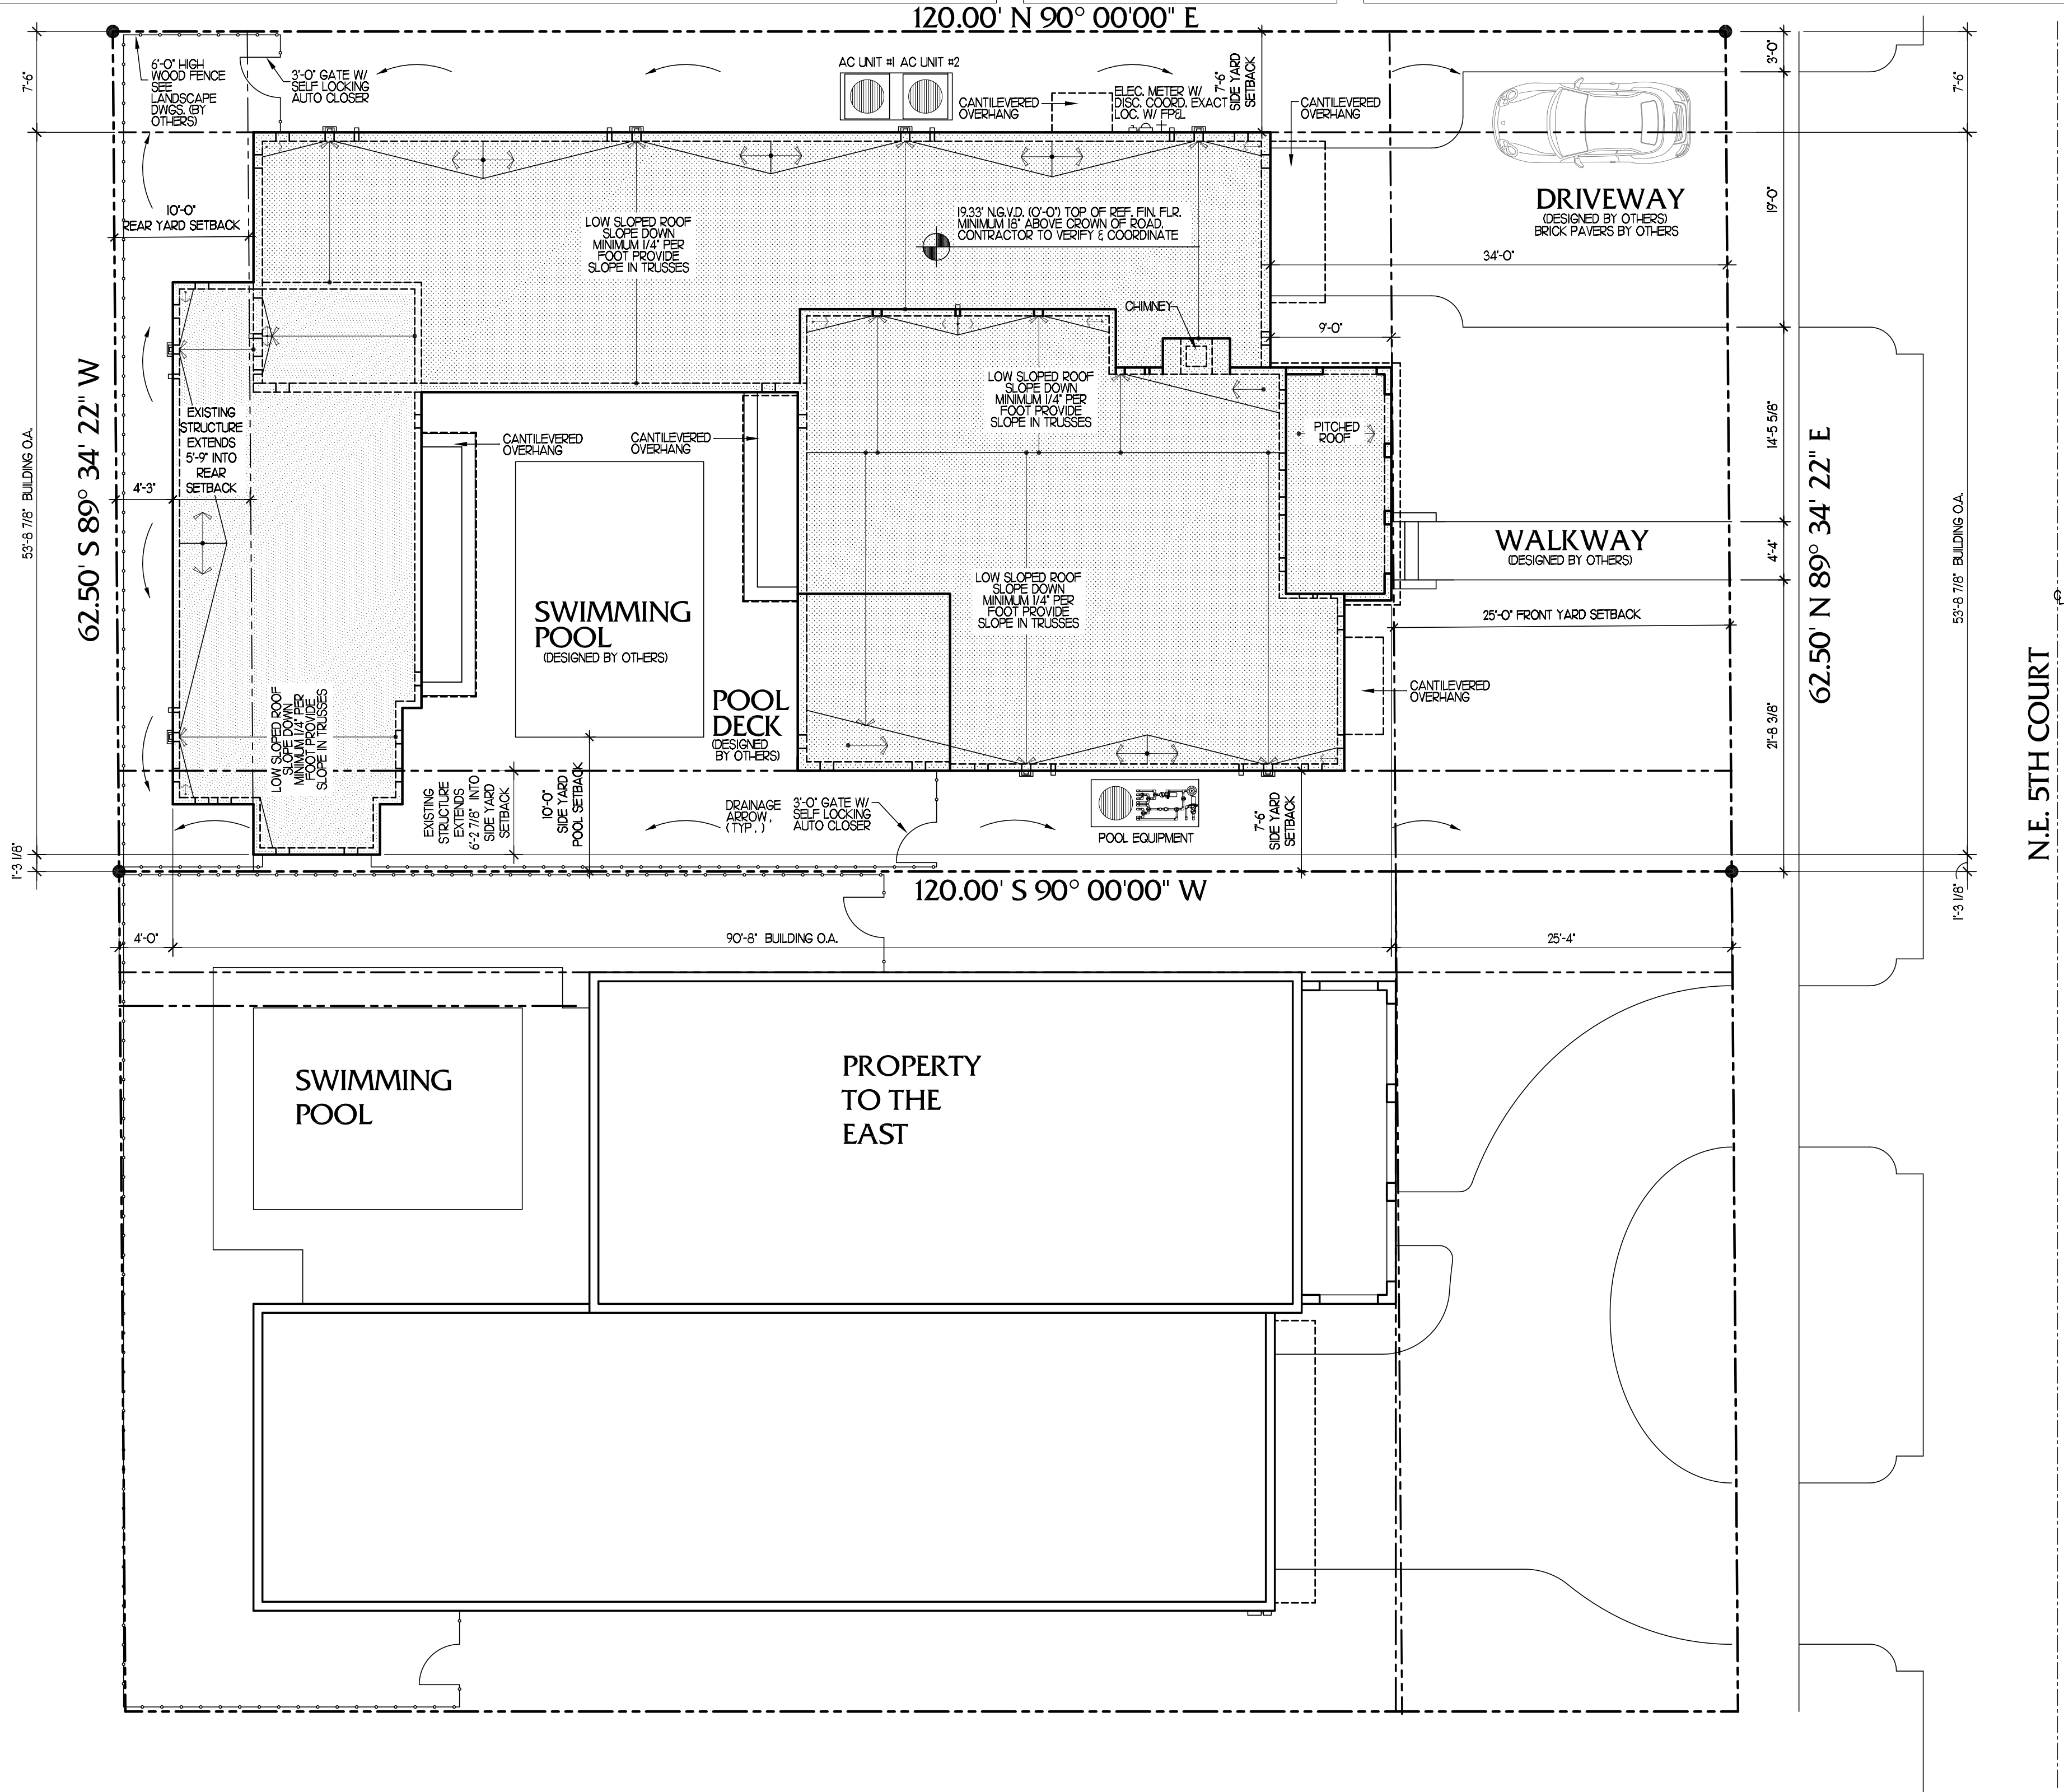 120.00' N 90° 00'00" E
6'-0" HIGH
WOOD FENCE
SEE
LANDSCAPE
DWGS. (BY
OTHERS)
3'-0" GATE W/
SELF LOCKING
AUTO CLOSER
AC UNIT #1 AC UNIT #2
CANTILEVERED
OVERHANG
ELEC. METER W/
DISC. COORD. EXACT
LOC. W/ FP&L
7'-6"
SIDE YARD
SETBACK
CANTILEVERED
OVERHANG
3'-0"
7'-6"
7'-6"
10'-0"
REAR YARD SETBACK
LOW SLOPED ROOF
SLOPE DOWN
MINIMUM 1/4" PER
FOOT PROVIDE
SLOPE IN TRUSSES
19.33' N.G.V.D. (0'-0") TOP OF REF. FIN. FLR.
MINIMUM 18" ABOVE CROWN OF ROAD.
CONTRACTOR TO VERIFY & COORDINATE
DRIVEWAY
(DESIGNED BY OTHERS)
BRICK PAVERS BY OTHERS
19'-0"
34'-0"
CHIMNEY
9'-0"
62.50' S 89° 34' 22" W
53'-8 7/8" BUILDING O.A.
EXISTING
STRUCTURE
EXTENDS
5'-9" INTO
REAR
SETBACK
4'-3"
CANTILEVERED
OVERHANG
CANTILEVERED
OVERHANG
LOW SLOPED ROOF
SLOPE DOWN
MINIMUM 1/4" PER
FOOT PROVIDE
SLOPE IN TRUSSES
PITCHED
ROOF
14'-5 5/8"
62.50' N 89° 34' 22" E
53'-8 7/8" BUILDING O.A.
WALKWAY
(DESIGNED BY OTHERS)
4'-4"
SWIMMING
POOL
(DESIGNED BY OTHERS)
LOW SLOPED ROOF
SLOPE DOWN
MINIMUM 1/4" PER
FOOT PROVIDE
SLOPE IN TRUSSES
25'-0" FRONT YARD SETBACK
N.E. 5TH COURT
LOW SLOPED ROOF
SLOPE DOWN
MINIMUM 1/4" PER
FOOT PROVIDE
SLOPE IN TRUSSES
POOL
DECK
(DESIGNED
BY OTHERS)
CANTILEVERED
OVERHANG
21'-8 3/8"
EXISTING
STRUCTURE
EXTENDS
6'-2 7/8" INTO
SIDE YARD
SETBACK
10'-0"
SIDE YARD
POOL SETBACK
DRAINAGE
ARROW,
(TYP.)
3'-0" GATE W/
SELF LOCKING
AUTO CLOSER
POOL EQUIPMENT
7'-6"
SIDE YARD
SETBACK
1'-3 1/8"
1'-3 1/8"
120.00' S 90° 00'00" W
4'-0"
90'-8" BUILDING O.A.
25'-4"
SWIMMING
POOL
PROPERTY
TO THE
EAST